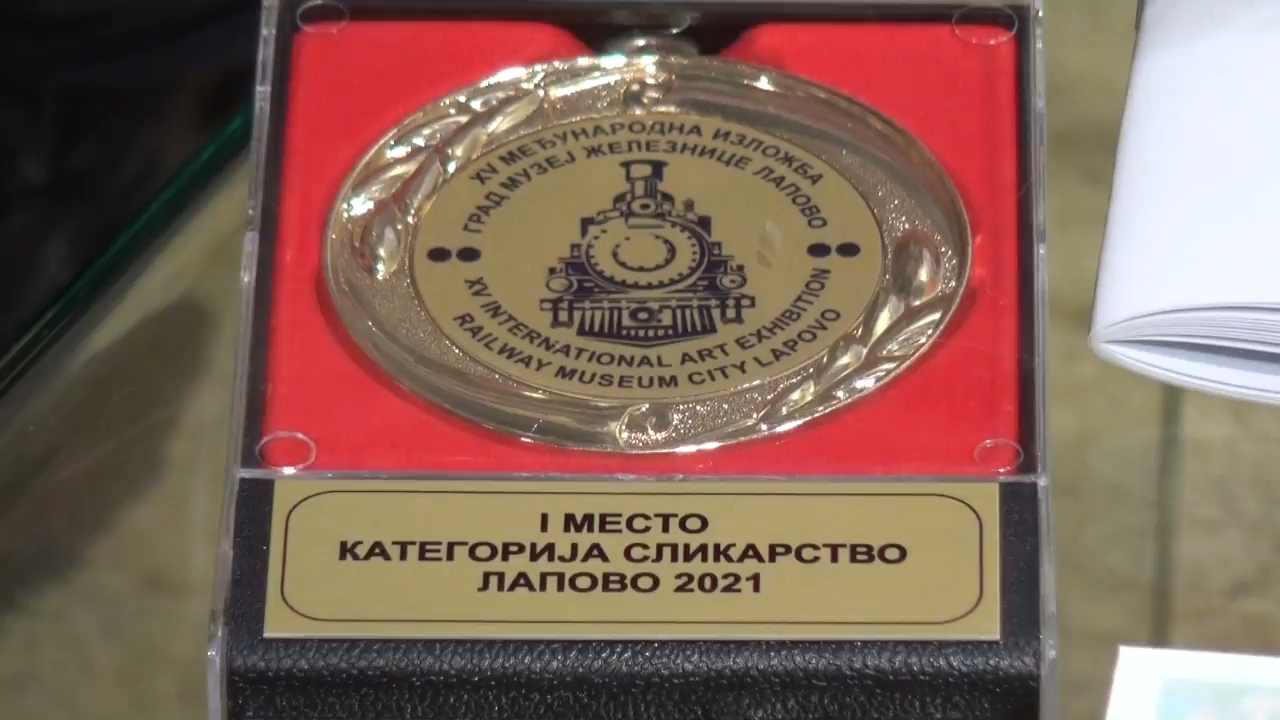 XV МЕЂУНАРОДНА ИЗЛОЖБА
ГРАД МУЗЕЈ ЖЕЛЕЗНИЦЕ ЛАПОВО
XV INTERNATIONAL ART EXHIBITION
RAILWAY MUSEUM CITY LAPOVO
I МЕСТО
КАТЕГОРИЈА СЛИКАРСТВО
ЛАПОВО 2021